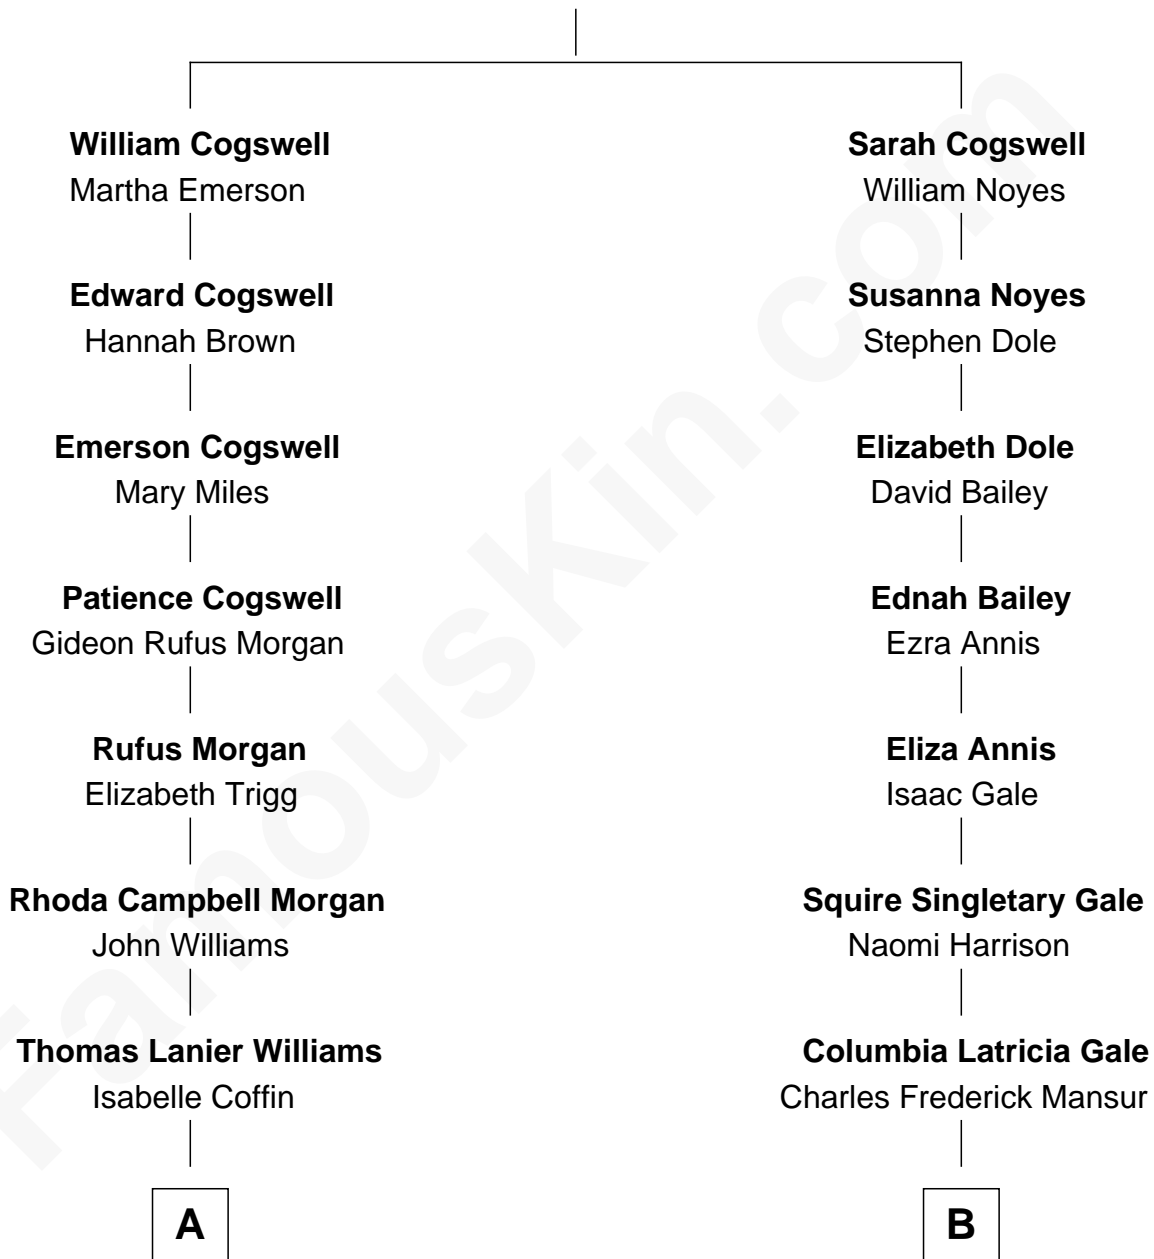 William Cogswell
Martha Emerson
Sarah Cogswell
William Noyes
Edward Cogswell
Hannah Brown
Susanna Noyes
Stephen Dole
Emerson Cogswell
Mary Miles
Elizabeth Dole
David Bailey
Patience Cogswell
Gideon Rufus Morgan
Ednah Bailey
Ezra Annis
Rufus Morgan
Elizabeth Trigg
Eliza Annis
Isaac Gale
Rhoda Campbell Morgan
John Williams
Squire Singletary Gale
Naomi Harrison
Thomas Lanier Williams
Isabelle Coffin
Columbia Latricia Gale
Charles Frederick Mansur
A
B
FamousKin.com